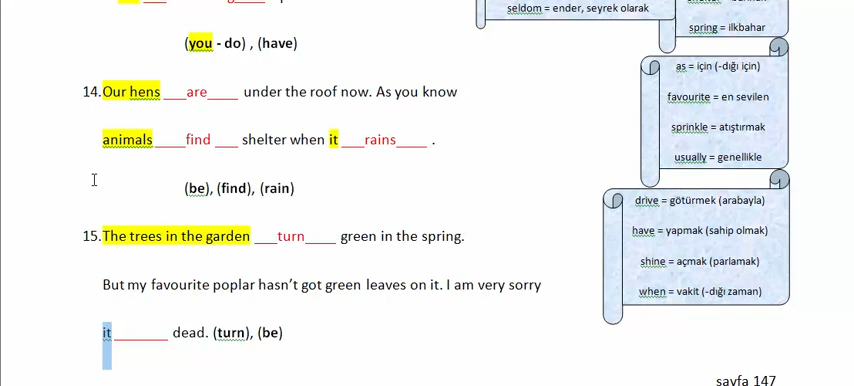 (you - do) , (have)
14. Our hens ___are____ under the roof now. As you know
animals ____find ___ shelter when it ___rains____ .
(be), (find), (rain)
15. The trees in the garden ___turn____ green in the spring.
But my favourite poplar hasn't got green leaves on it. I am very sorry
it _______ dead. (turn), (be)
seldom = ender, seyrek olarak
spring = ilkbahar
as = için (-dığı için)
favourite = en sevilen
sprinkle = atıştırmak
usually = genellikle
drive = götürmek (arabayla)
have = yapmak (sahip olmak)
shine = açmak (parlamak)
when = vakit (-dığı zaman)
sayfa 147